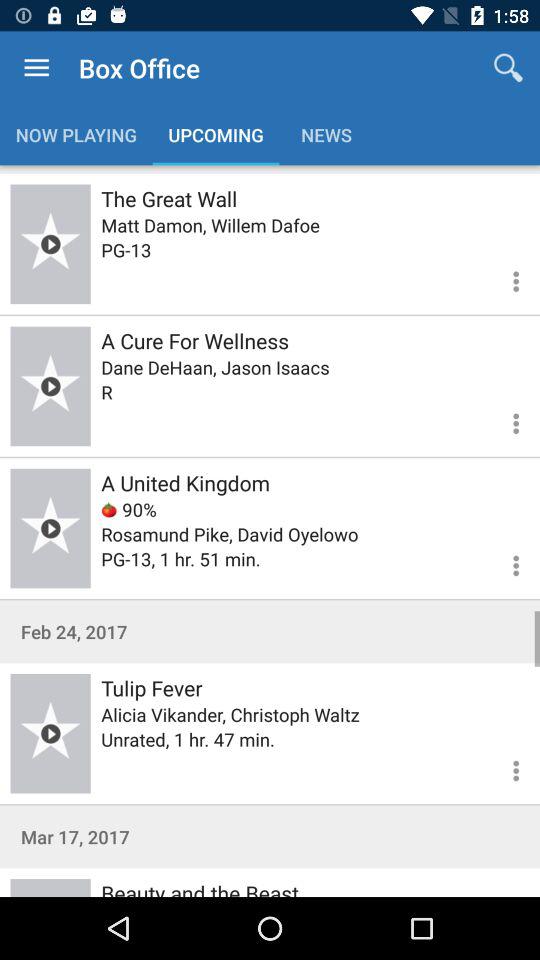 1:58
Box Office
NOW PLAYING UPCOMING NEWS
The Great Wall
Matt Damon, Willem Dafoe
PG-13
A Cure For Wellness
Dane DeHaan, Jason Isaacs
R
A United Kingdom
90%
Rosamund Pike, David Oyelowo
PG-13, 1 hr. 51 min.
Feb 24, 2017
Tulip Fever
Alicia Vikander, Christoph Waltz
Unrated, 1 hr. 47 min.
Mar 17, 2017
Beauty and the Beast